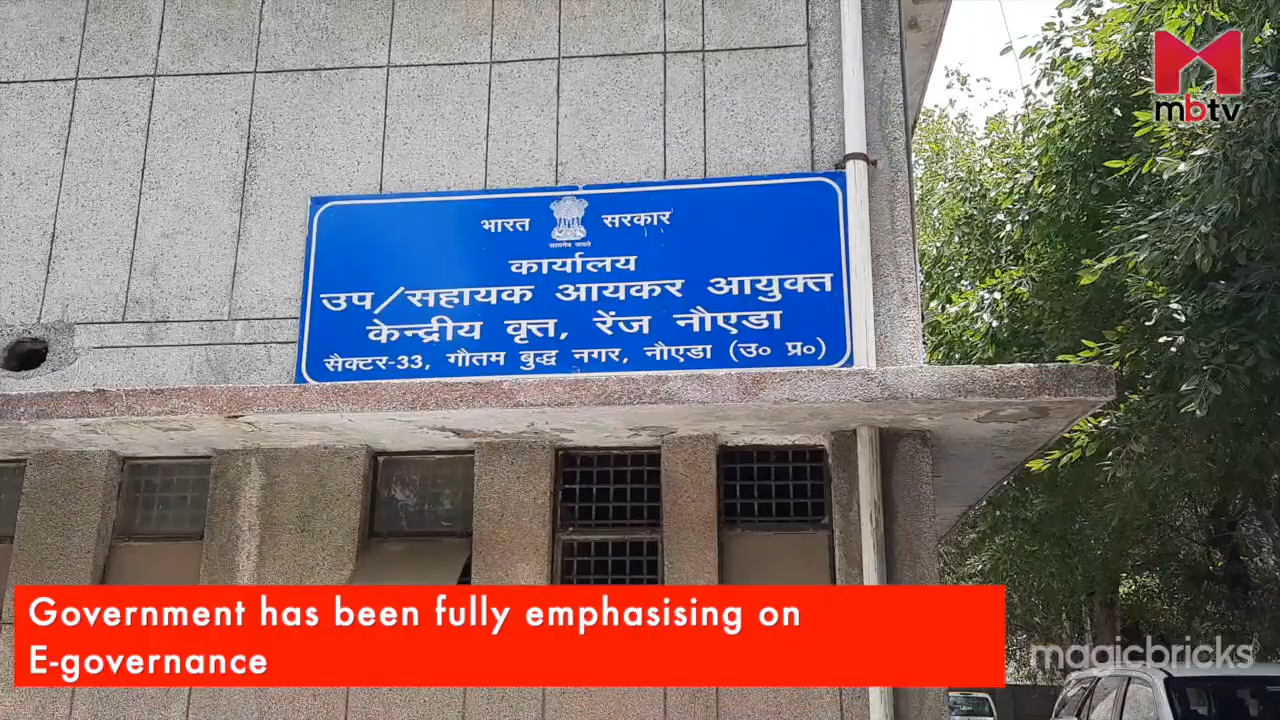 mbtv
भारत सरकार
सत्यमेव जयते
कार्यालय
उप/सहायक आयकर आयुक्त
केन्द्रीय वृत्त, रेंज नौएडा
सैक्टर-33, गौतम बुद्ध नगर, नौएडा (उ० प्र०)
Government has been fully emphasising on
E-governance
magicbricks